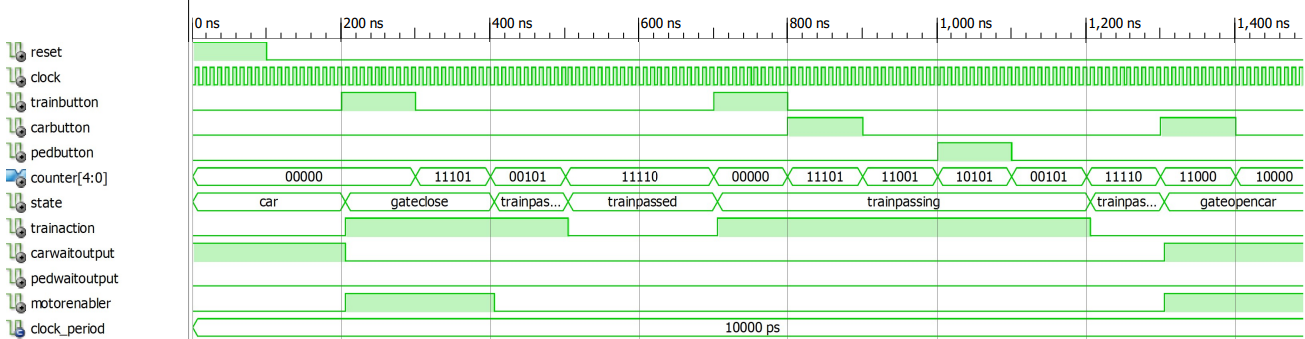 0 ns 200 ns 400 ns 600 ns 800 ns 1,000 ns 1,200 ns 1,400 ns
reset
clock
trainbutton
carbutton
pedbutton
counter[4:0] 00000 11101 00101 11110 00000 11101 11001 10101 00101 11110 11000 10000
state car gateclose trainpas... trainpassed trainpassing trainpas... gateopencar
trainaction
carwaitoutput
pedwaitoutput
motorenabler
clock_period 10000 ps